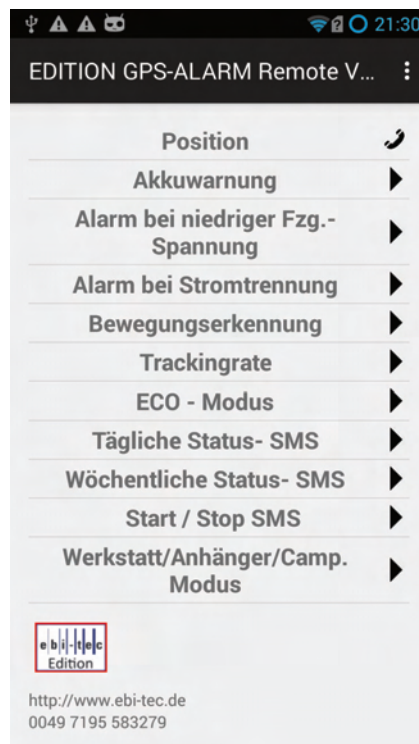 21:30
EDITION GPS-ALARM Remote V...
Position
Akkuwarnung
Alarm bei niedriger Fzg.-
Spannung
Alarm bei Stromtrennung
Bewegungserkennung
Trackingrate
ECO - Modus
Tägliche Status- SMS
Wöchentliche Status- SMS
Start / Stop SMS
Werkstatt/Anhänger/Camp.
Modus
ebi-tec
Edition
http://www.ebi-tec.de
0049 7195 583279